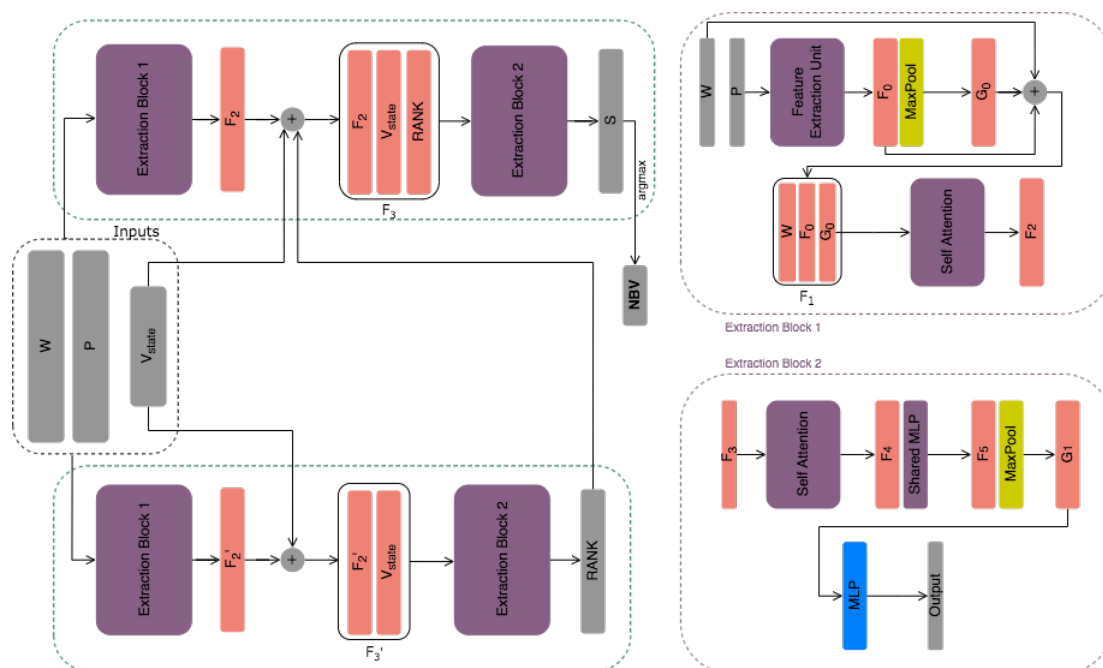 Extraction Block 1
F2
+
F2
Vstate
RANK
F3
Extraction Block 2
S
argmax
NBV
Inputs
W
P
Vstate
Extraction Block 1
F2'
+
F2'
Vstate
F3'
Extraction Block 2
RANK
W
P
Feature
Extraction Unit
F0
MaxPool
G0
+
W
F0
G0
F1
Self Attention
F2
Extraction Block 1
Extraction Block 2
F3
Self Attention
F4
Shared MLP
F5
MaxPool
G1
MLP
Output